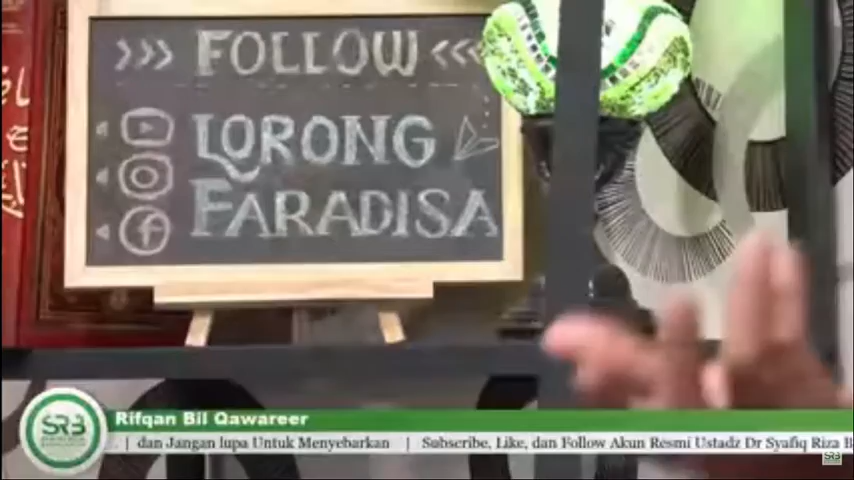 >>> FOLLOW <<<
LORONG
FARADISA
SRB
Rifqan Bil Qawareer
.. | dan Jangan lupa Untuk Menyebarkan | Subscribe, Like, dan Follow Akun Resmi Ustadz Dr Syafiq Riza B
SRB